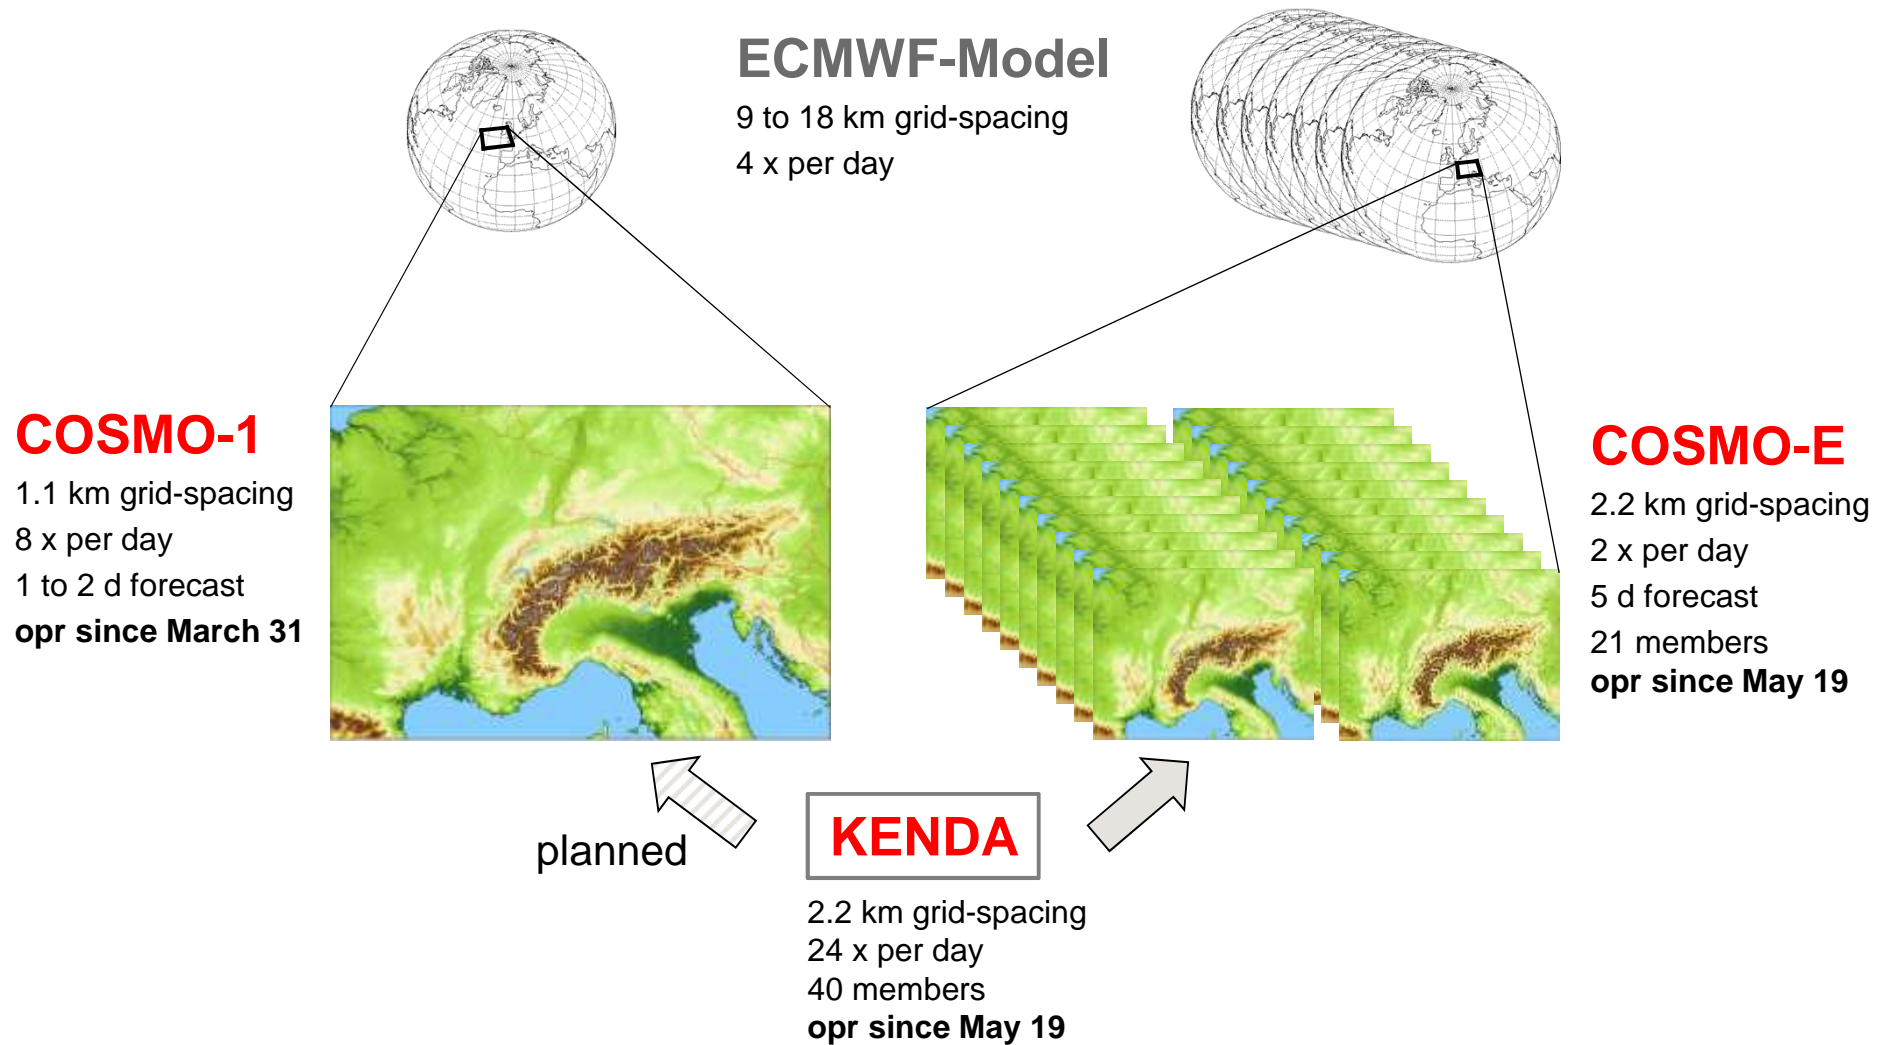 ECMWF-Model
9 to 18 km grid-spacing
4 x per day
COSMO-1
1.1 km grid-spacing
8 x per day
1 to 2 d forecast
opr since March 31
COSMO-E
2.2 km grid-spacing
2 x per day
5 d forecast
21 members
opr since May 19
planned
KENDA
2.2 km grid-spacing
24 x per day
40 members
opr since May 19